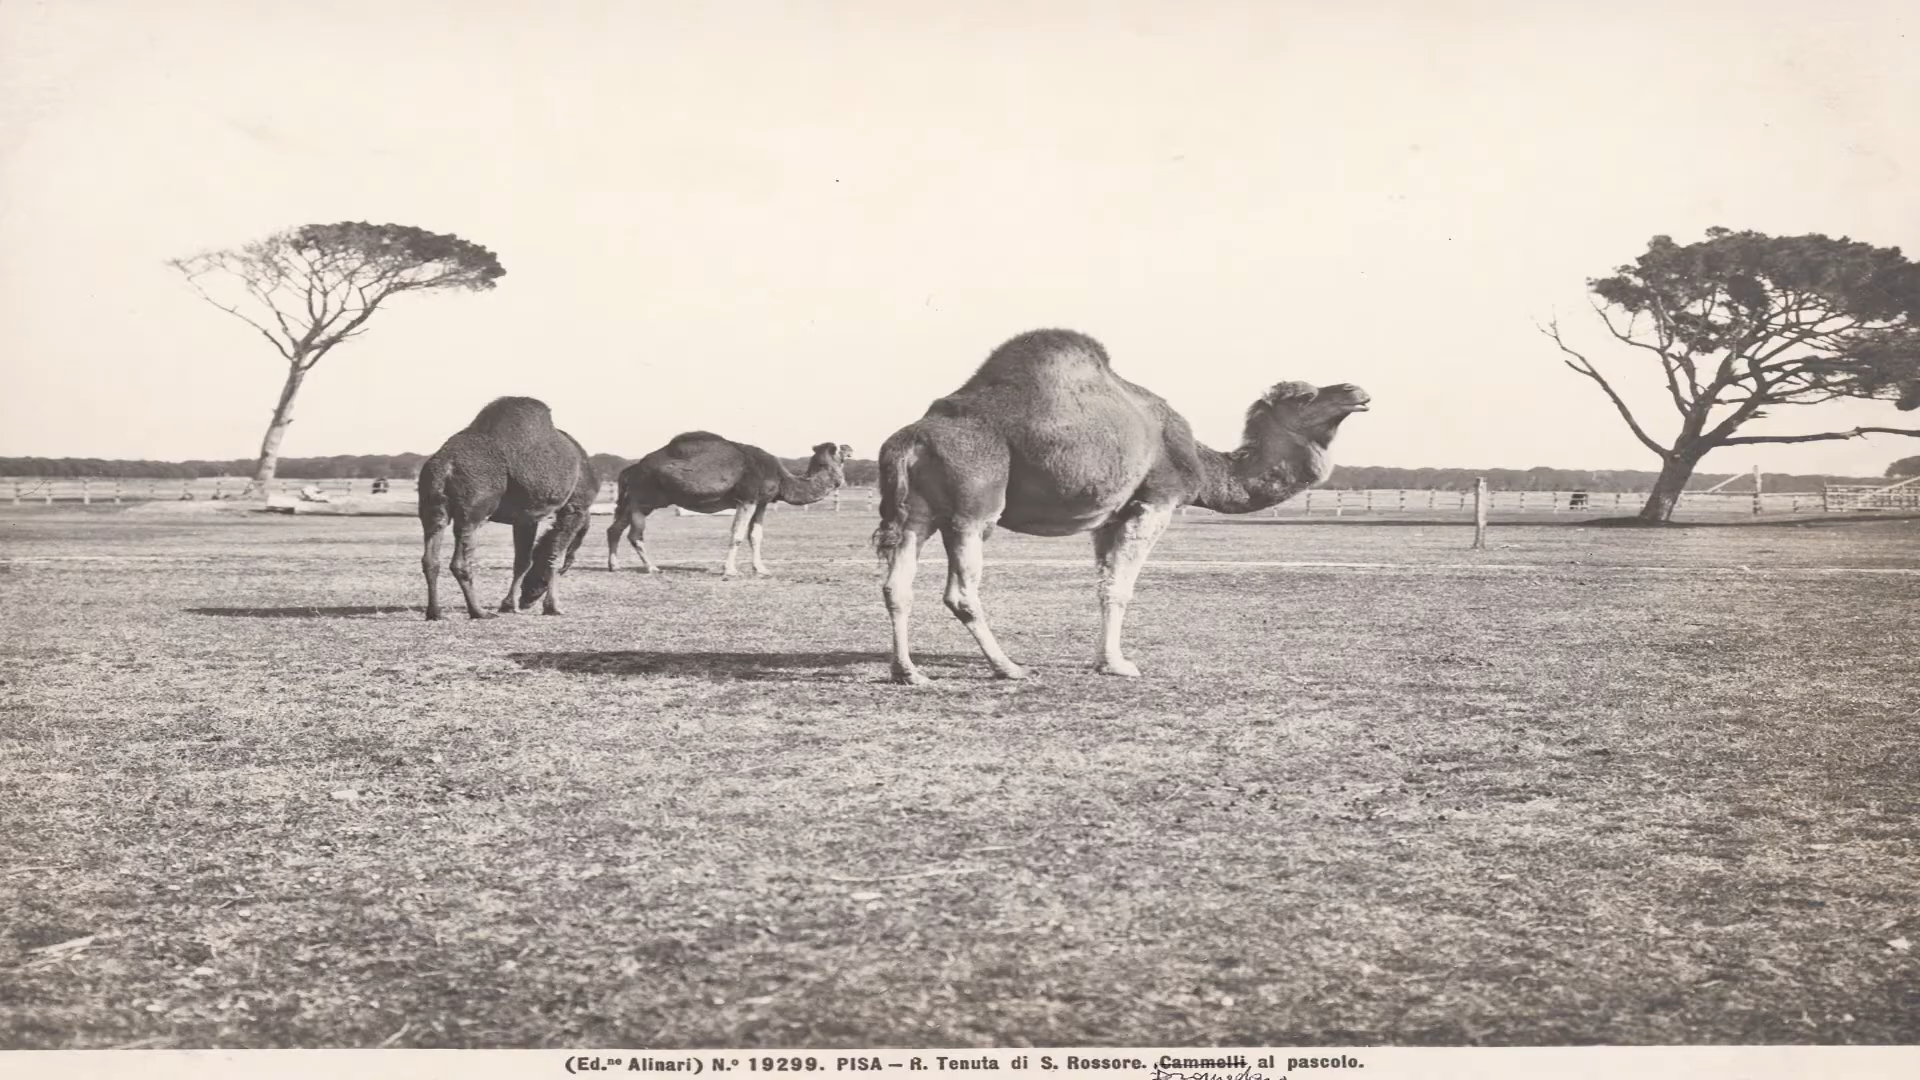 (Ed.ne Alinari) N.o 19299. PISA — R. Tenuta di S. Rossore. Cammelli al pascolo.